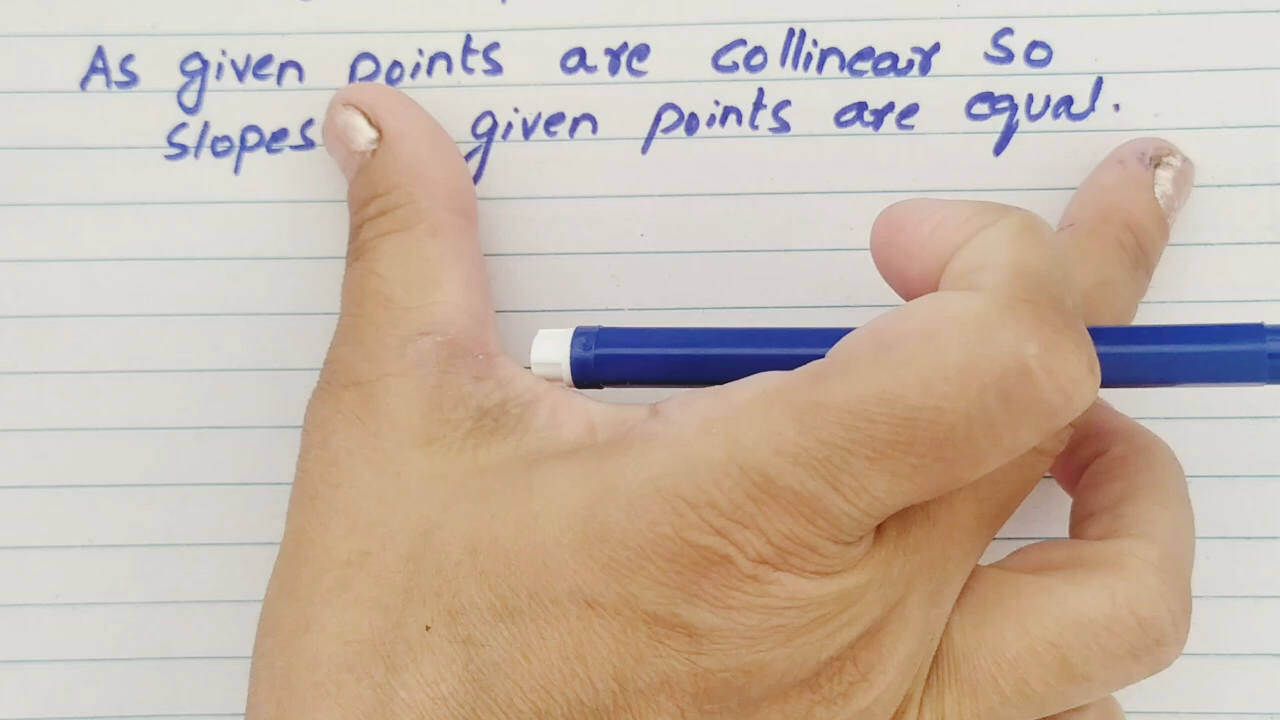 As given points are collinear so
slopes given points are equal.